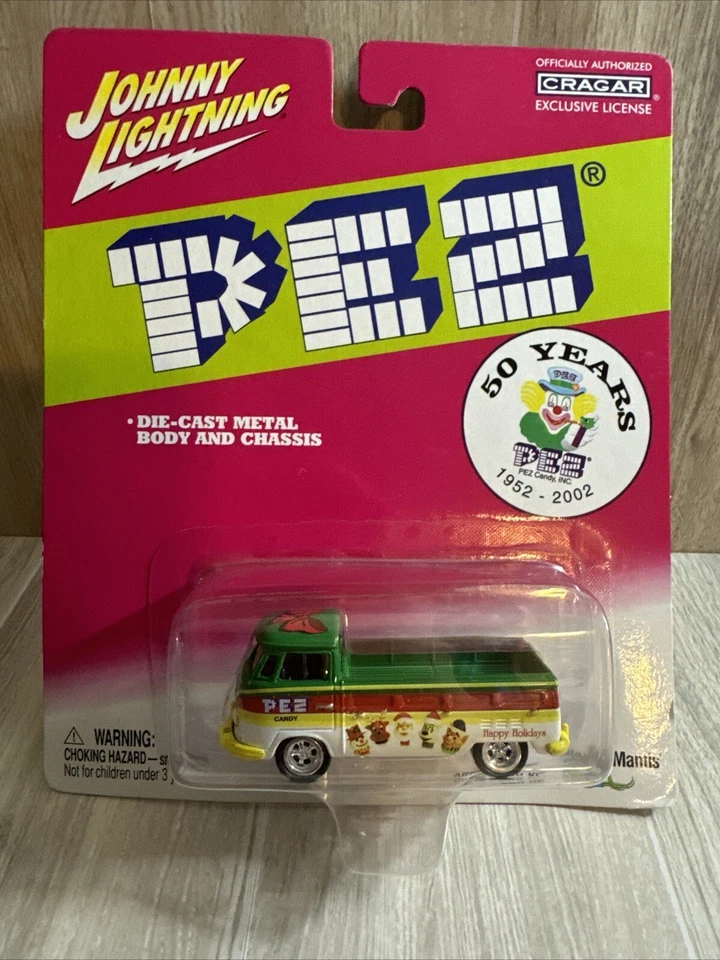 JOHNNY
LIGHTNING
OFFICIALLY AUTHORIZED
CRAGAR®
EXCLUSIVE LICENSE
PEZ®
• DIE-CAST METAL
BODY AND CHASSIS
50 YEARS
PEZ
PEZ®
PEZ Candy, INC.
1952 - 2002
PEZ
CANDY
Happy Holidays
⚠ WARNING:
CHOKING HAZARD—
Not for children under 3
Mantis